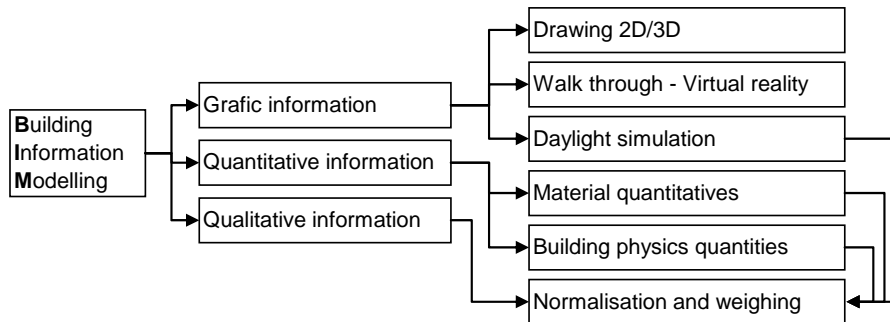 Building
Information
Modelling
Grafic information
Quantitative information
Qualitative information
Drawing 2D/3D
Walk through - Virtual reality
Daylight simulation
Material quantitatives
Building physics quantities
Normalisation and weighing